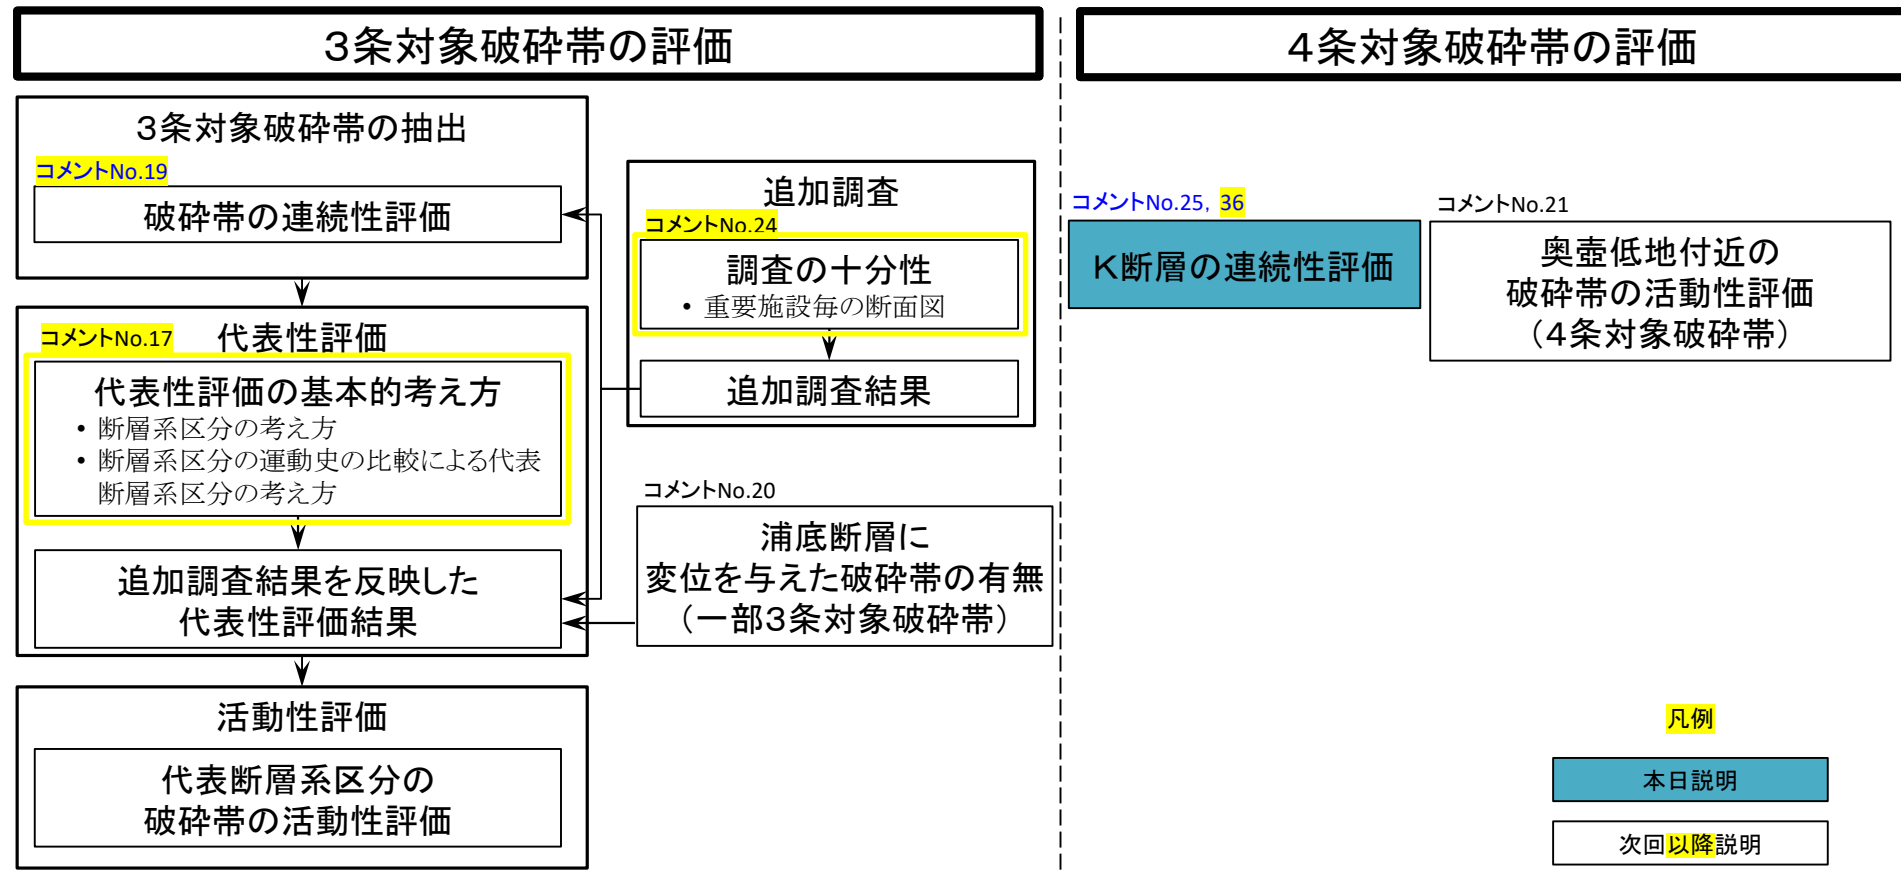 3条対象破砕帯の評価
3条対象破砕帯の抽出
コメントNo.19
破砕帯の連続性評価
コメントNo.17
代表性評価
代表性評価の基本的考え方
• 断層系区分の考え方
• 断層系区分の運動史の比較による代表
断層系区分の考え方
追加調査結果を反映した
代表性評価結果
活動性評価
代表断層系区分の
破砕帯の活動性評価
追加調査
コメントNo.24
調査の十分性
• 重要施設毎の断面図
追加調査結果
コメントNo.20
浦底断層に
変位を与えた破砕帯の有無
（一部3条対象破砕帯）
4条対象破砕帯の評価
コメントNo.25, 36
K断層の連続性評価
コメントNo.21
奥壺低地付近の
破砕帯の活動性評価
（4条対象破砕帯）
凡例
本日説明
次回以降説明